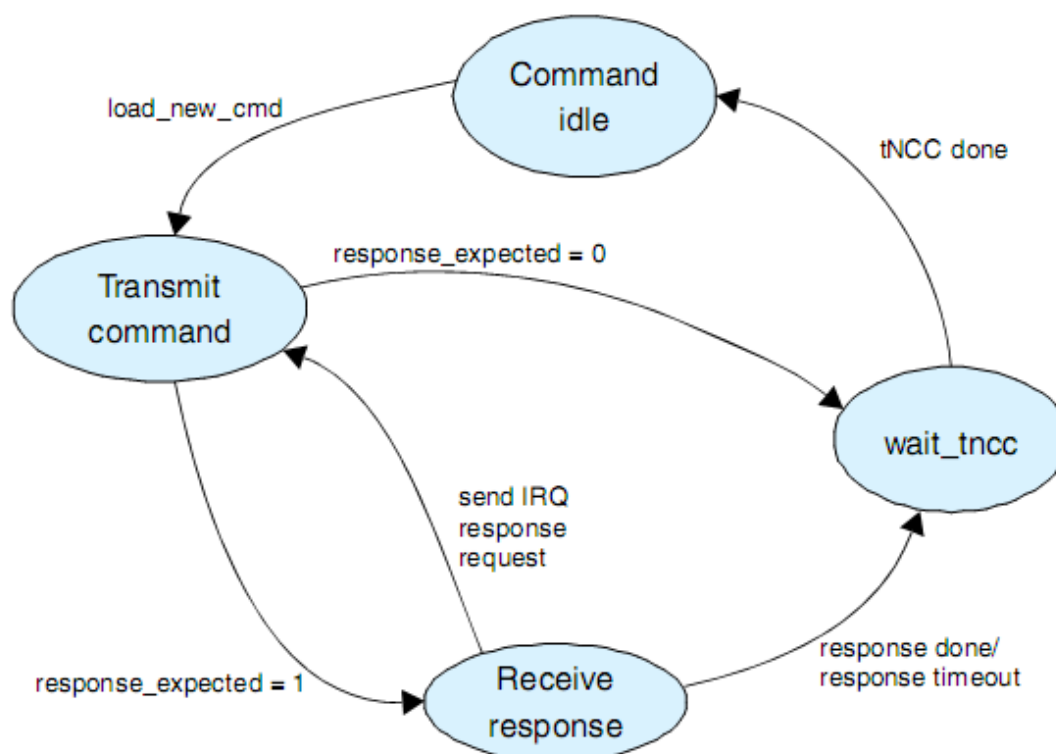 Command
idle
load_new_cmd
tNCC done
response_expected = 0
Transmit
command
wait_tncc
send IRQ
response
request
response done/
response timeout
response_expected = 1
Receive
response